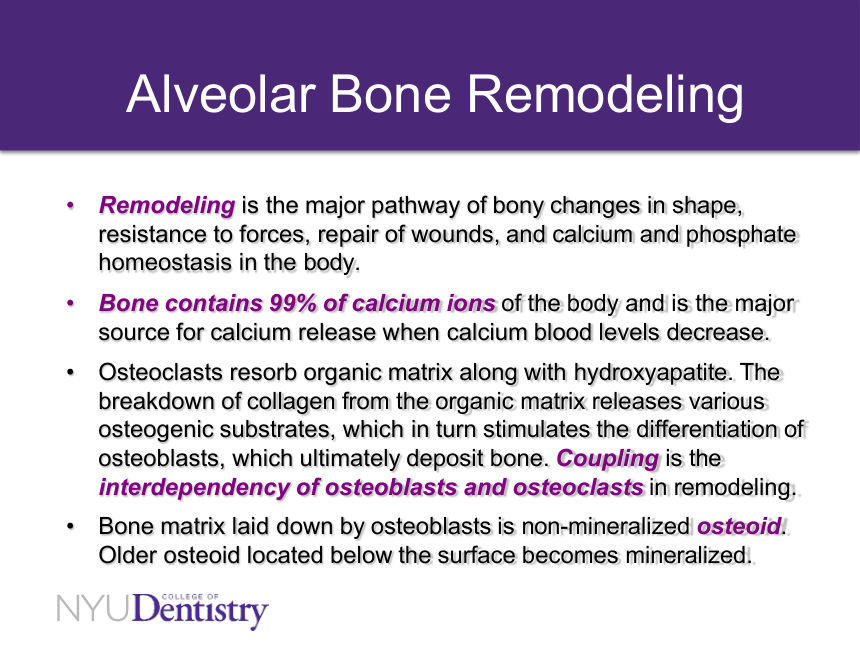 Alveolar Bone Remodeling
• Remodeling is the major pathway of bony changes in shape,
resistance to forces, repair of wounds, and calcium and phosphate
homeostasis in the body.
• Bone contains 99% of calcium ions of the body and is the major
source for calcium release when calcium blood levels decrease.
• Osteoclasts resorb organic matrix along with hydroxyapatite. The
breakdown of collagen from the organic matrix releases various
osteogenic substrates, which in turn stimulates the differentiation of
osteoblasts, which ultimately deposit bone. Coupling is the
interdependency of osteoblasts and osteoclasts in remodeling.
• Bone matrix laid down by osteoblasts is non-mineralized osteoid.
Older osteoid located below the surface becomes mineralized.
COLLEGE OF
NYU Dentistry